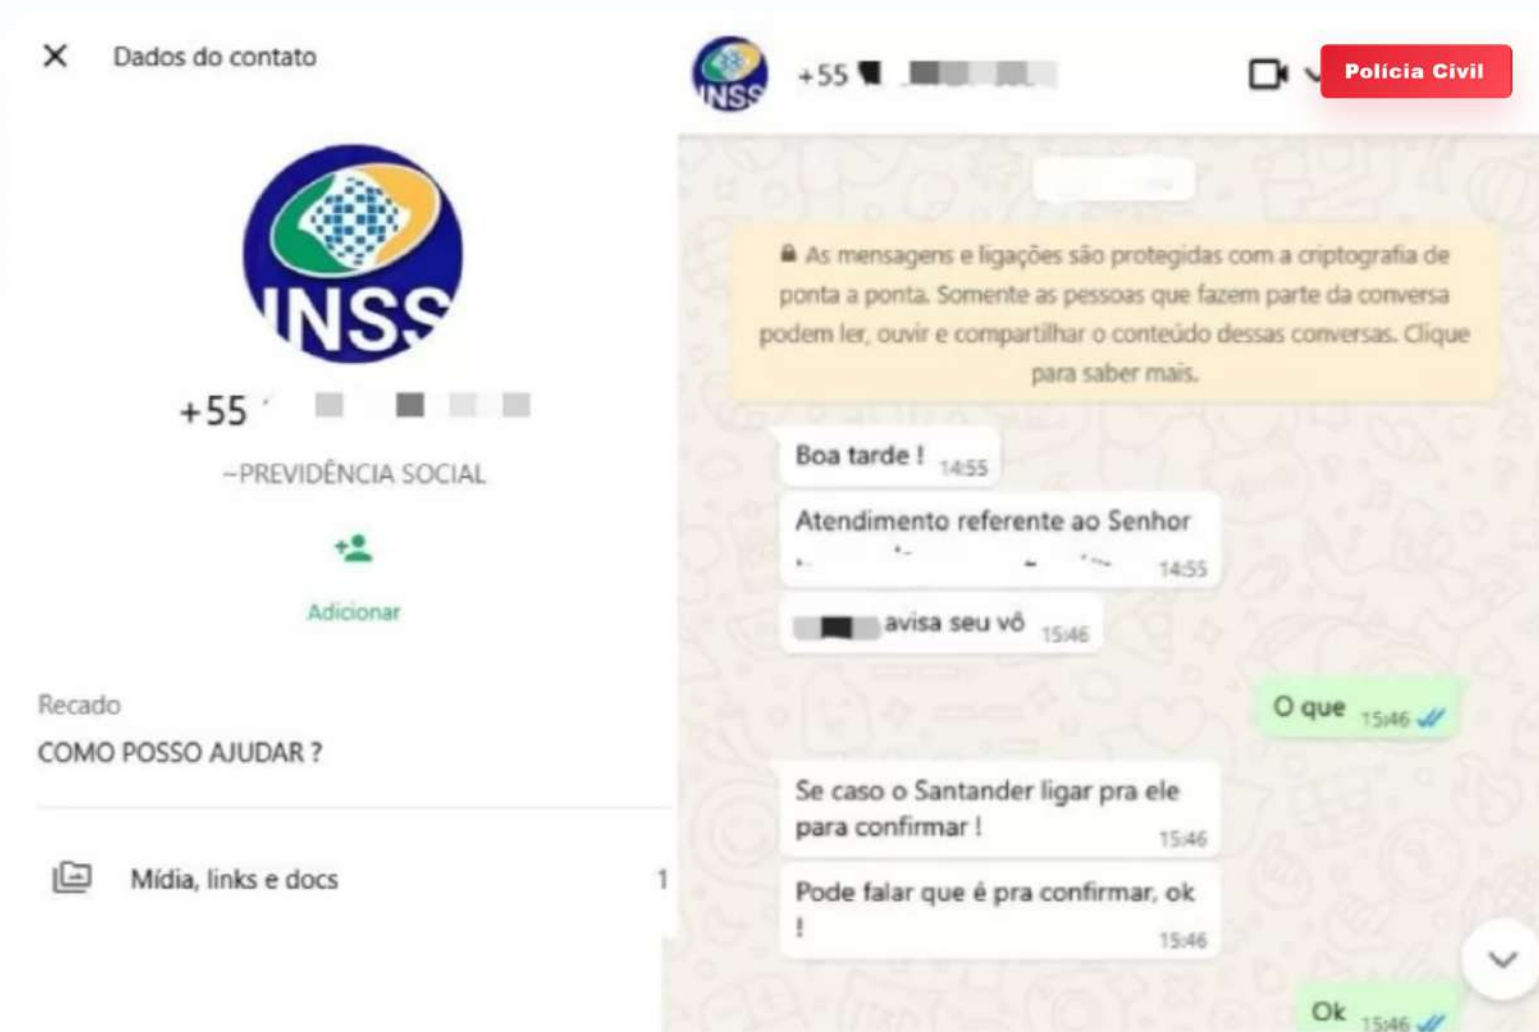 Dados do contato
INSS
+55
~PREVIDÊNCIA SOCIAL
Adicionar
Recado
COMO POSSO AJUDAR ?
Mídia, links e docs
1
INSS
+55
Polícia Civil
As mensagens e ligações são protegidas com a criptografia de
ponta a ponta. Somente as pessoas que fazem parte da conversa
podem ler, ouvir e compartilhar o conteúdo dessas conversas. Clique
para saber mais.
Boa tarde ! 14:55
Atendimento referente ao Senhor
14:55
avisa seu vô 15:46
O que 15:46
Se caso o Santander ligar pra ele
para confirmar ! 15:46
Pode falar que é pra confirmar, ok
! 15:46
Ok 15:46